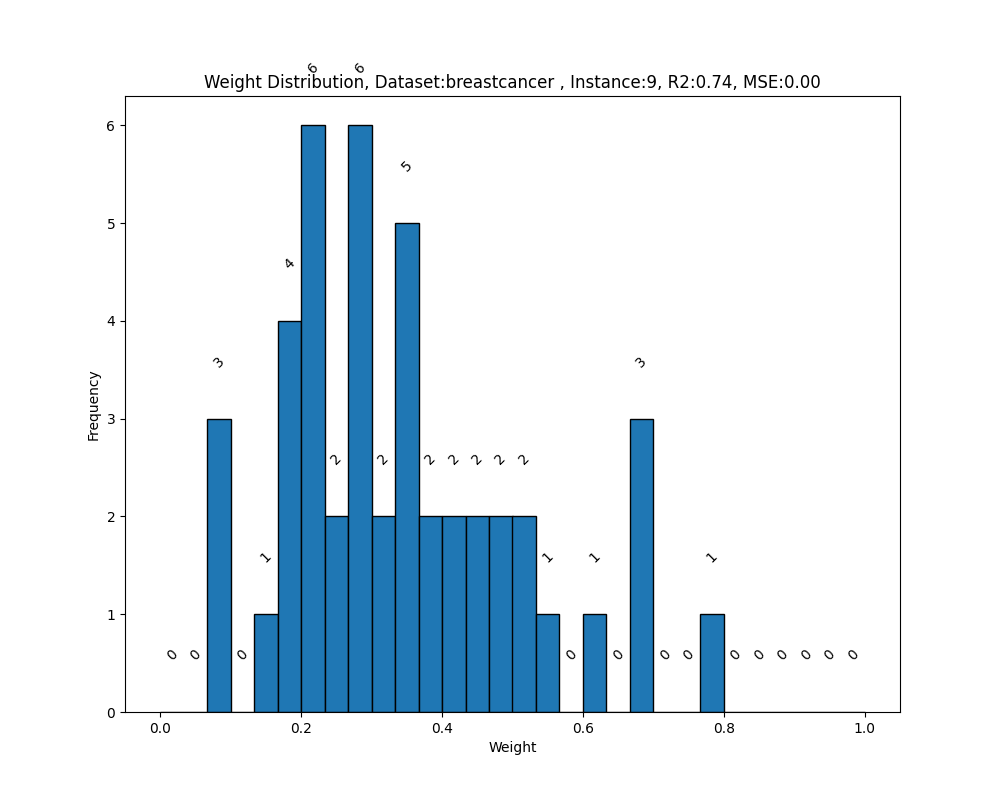 6 6
Weight Distribution, Dataset:breastcancer , Instance:9, R2:0.74, MSE:0.00
6
5
5
4
4
3 3
3
2 2 2 2 2 2 2
2
1 1 1 1
1
0 0 0 0 0 0 0 0 0 0 0 0 0
0
0.0 0.2 0.4 0.6 0.8 1.0
Weight
Frequency